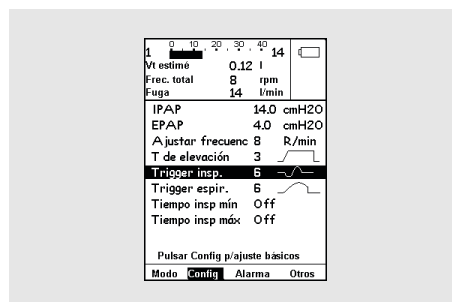 0 10 20 30 40
1 14
Vt estimé 0.12 l
Frec. total 8 rpm
Fuga 14 l/min
IPAP 14.0 cmH2O
EPAP 4.0 cmH2O
Ajustar frecuenc 8 R/min
T de elevación 3
Trigger insp. 6
Trigger espir. 6
Tiempo insp mín Off
Tiempo insp máx Off
Pulsar Config p/ajuste básicos
Modo Config Alarma Otros